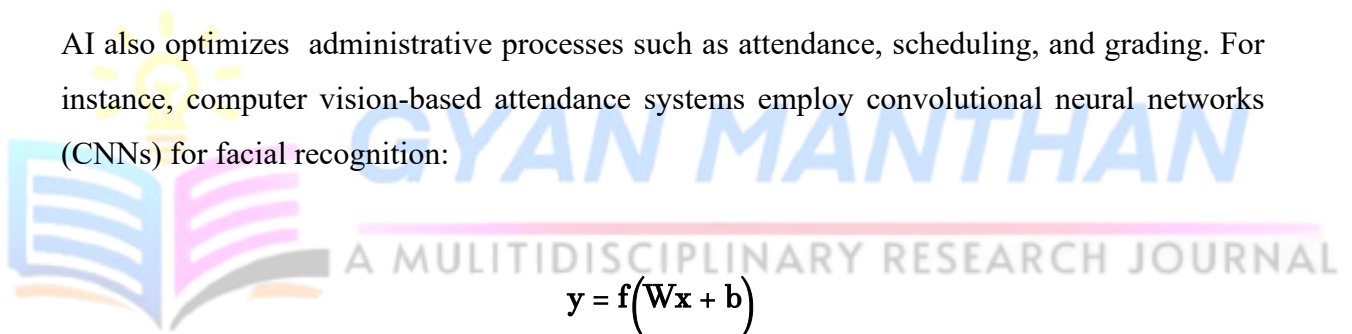 AI also optimizes administrative processes such as attendance, scheduling, and grading. For
instance, computer vision-based attendance systems employ convolutional neural networks
(CNNs) for facial recognition:
GYAN MANTHAN
A MULITIDISCIPLINARY RESEARCH JOURNAL
y = f(Wx + b)